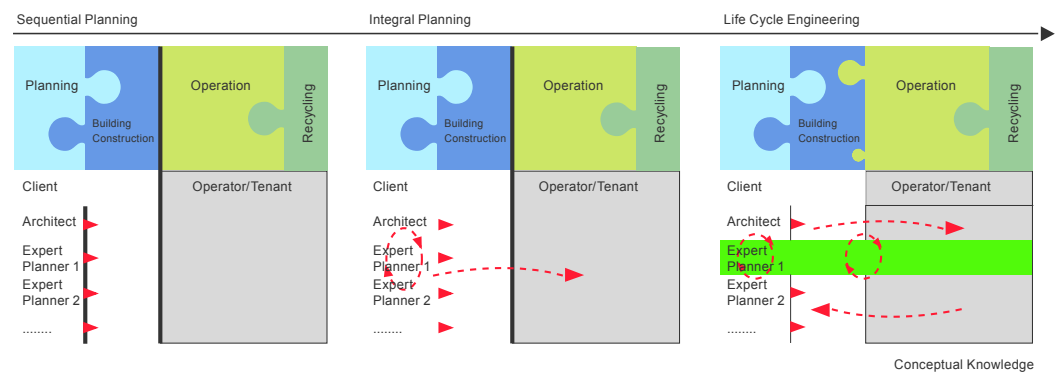 Sequential Planning
Integral Planning
Life Cycle Engineering
Planning
Building
Construction
Operation
Recycling
Client
Operator/Tenant
Architect
Expert
Planner 1
Expert
Planner 2
........
Planning
Building
Construction
Operation
Recycling
Client
Operator/Tenant
Architect
Expert
Planner 1
Expert
Planner 2
........
Planning
Building
Construction
Operation
Recycling
Client
Operator/Tenant
Architect
Expert
Planner 1
Expert
Planner 2
........
Conceptual Knowledge